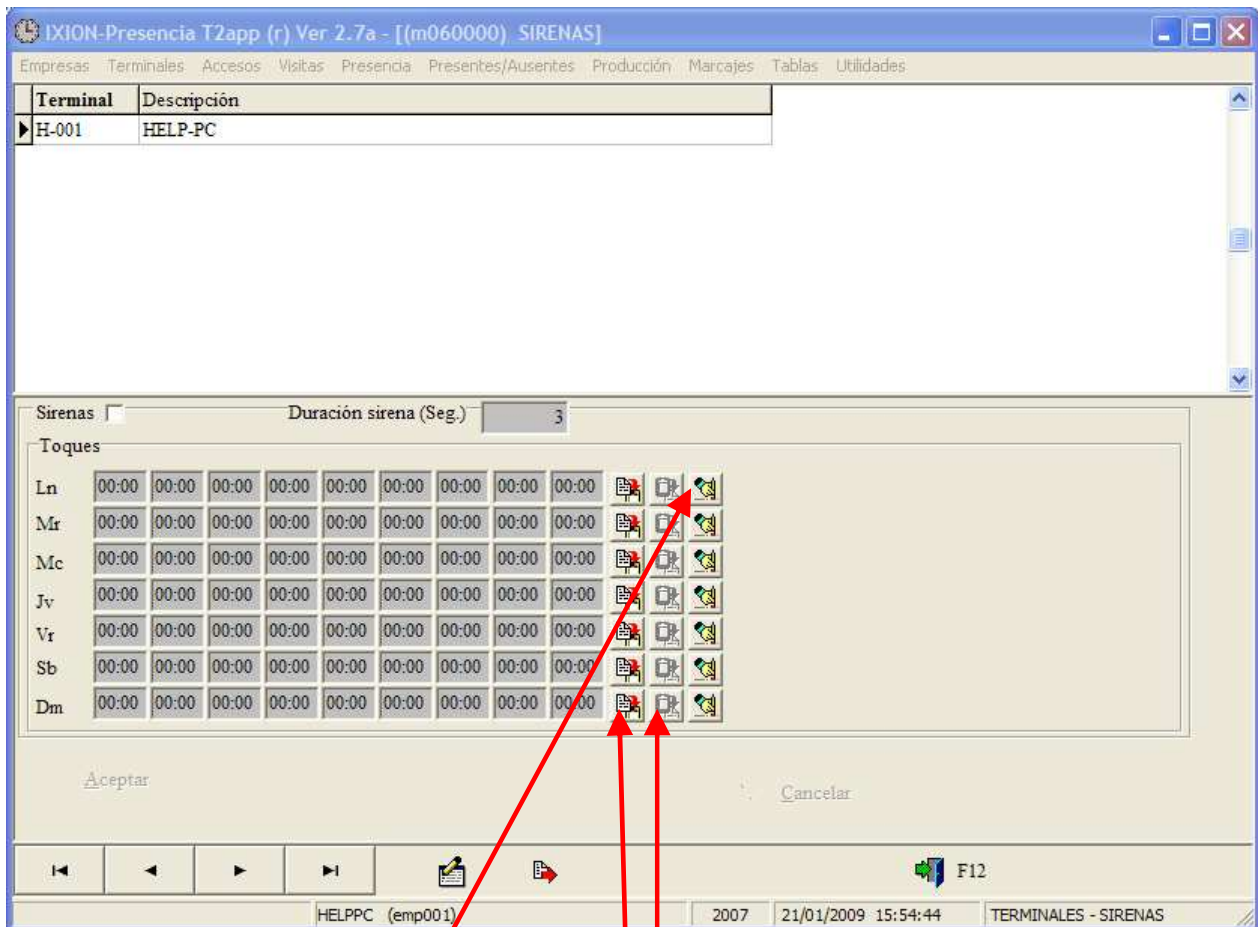 IXION-Presencia T2app (r) Ver 2.7a - [(m060000) SIRENAS]
Empresas Terminales Accesos Visitas Presencia Presentes/Ausentes Producción Marcajes Tablas Utilidades
Terminal Descripción
H-001 HELP-PC
Sirenas Duración sirena (Seg.) 3
Toques
Ln 00:00 00:00 00:00 00:00 00:00 00:00 00:00 00:00 00:00
Mr 00:00 00:00 00:00 00:00 00:00 00:00 00:00 00:00 00:00
Mc 00:00 00:00 00:00 00:00 00:00 00:00 00:00 00:00 00:00
Jv 00:00 00:00 00:00 00:00 00:00 00:00 00:00 00:00 00:00
Vr 00:00 00:00 00:00 00:00 00:00 00:00 00:00 00:00 00:00
Sb 00:00 00:00 00:00 00:00 00:00 00:00 00:00 00:00 00:00
Dm 00:00 00:00 00:00 00:00 00:00 00:00 00:00 00:00 00:00
Aceptar Cancelar
F12
HELPPC (emp001) 2007 21/01/2009 15:54:44 TERMINALES - SIRENAS